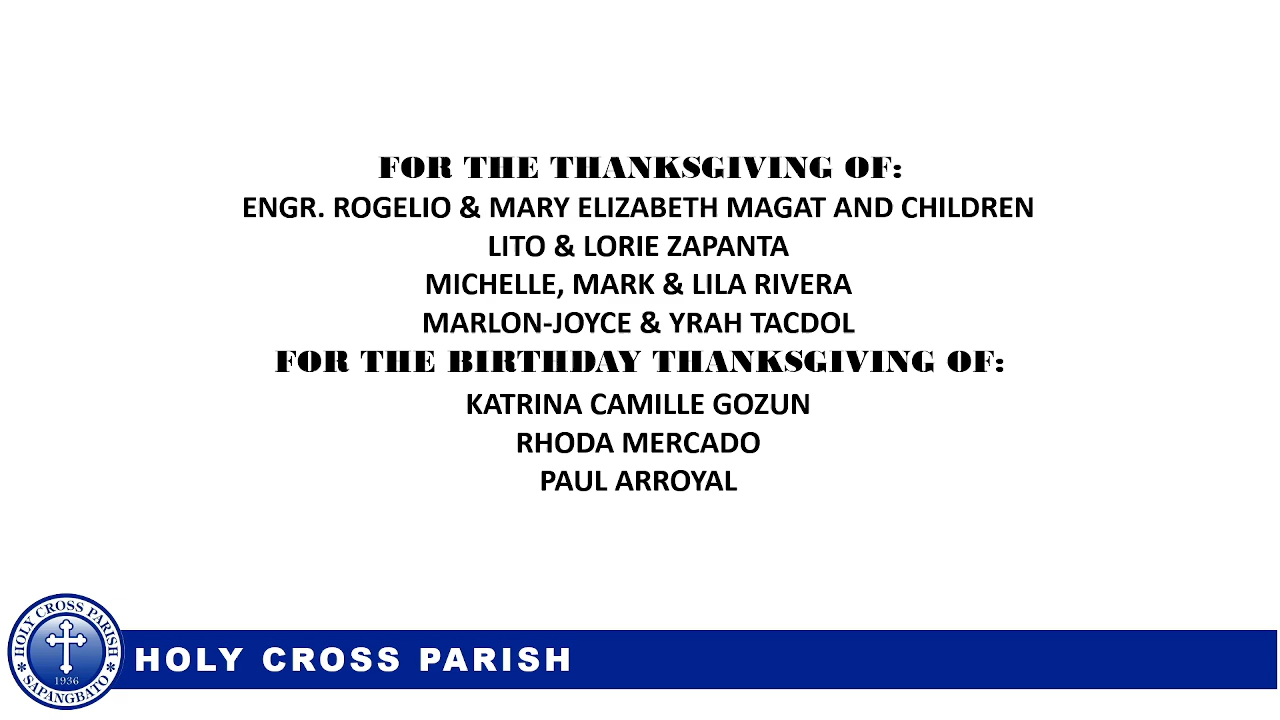 FOR THE THANKSGIVING OF:
ENGR. ROGELIO & MARY ELIZABETH MAGAT AND CHILDREN
LITO & LORIE ZAPANTA
MICHELLE, MARK & LILA RIVERA
MARLON-JOYCE & YRAH TACDOL
FOR THE BIRTHDAY THANKSGIVING OF:
KATRINA CAMILLE GOZUN
RHODA MERCADO
PAUL ARROYAL
HOLY CROSS PARISH
1936
SAPANGBATO
HOLY CROSS PARISH